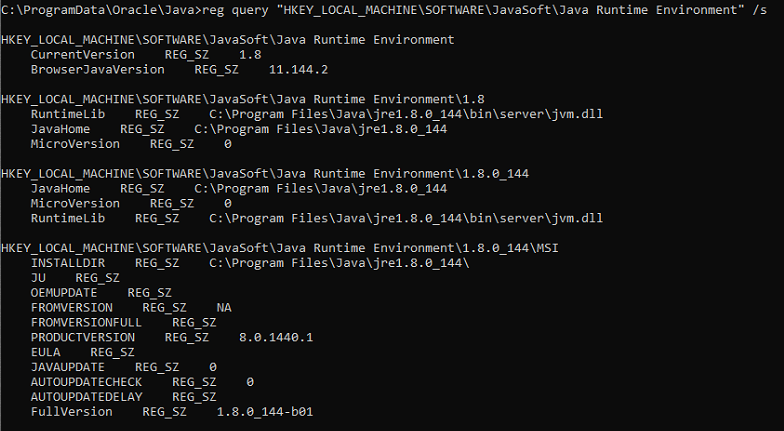 C:\ProgramData\Oracle\Java>reg query "HKEY_LOCAL_MACHINE\SOFTWARE\JavaSoft\Java Runtime Environment" /s
HKEY_LOCAL_MACHINE\SOFTWARE\JavaSoft\Java Runtime Environment
    CurrentVersion    REG_SZ    1.8
    BrowserJavaVersion    REG_SZ    11.144.2
HKEY_LOCAL_MACHINE\SOFTWARE\JavaSoft\Java Runtime Environment\1.8
    RuntimeLib    REG_SZ    C:\Program Files\Java\jre1.8.0_144\bin\server\jvm.dll
    JavaHome    REG_SZ    C:\Program Files\Java\jre1.8.0_144
    MicroVersion    REG_SZ    0
HKEY_LOCAL_MACHINE\SOFTWARE\JavaSoft\Java Runtime Environment\1.8.0_144
    JavaHome    REG_SZ    C:\Program Files\Java\jre1.8.0_144
    MicroVersion    REG_SZ    0
    RuntimeLib    REG_SZ    C:\Program Files\Java\jre1.8.0_144\bin\server\jvm.dll
HKEY_LOCAL_MACHINE\SOFTWARE\JavaSoft\Java Runtime Environment\1.8.0_144\MSI
    INSTALLDIR    REG_SZ    C:\Program Files\Java\jre1.8.0_144\
    JU    REG_SZ
    OEMUPDATE    REG_SZ
    FROMVERSION    REG_SZ    NA
    FROMVERSIONFULL    REG_SZ
    PRODUCTVERSION    REG_SZ    8.0.1440.1
    EULA    REG_SZ
    JAVAUPDATE    REG_SZ    0
    AUTOUPDATECHECK    REG_SZ    0
    AUTOUPDATEDELAY    REG_SZ
    FullVersion    REG_SZ    1.8.0_144-b01